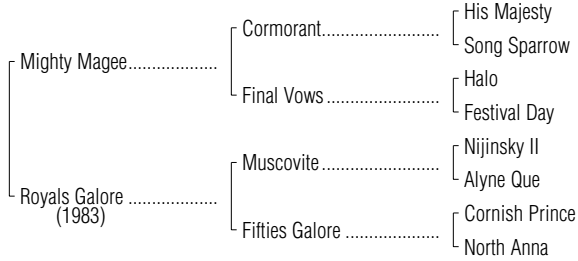 His Majesty
Cormorant......................
Song Sparrow
Mighty Magee.................
Halo
Final Vows .....................
Festival Day
Nijinsky II
Muscovite ......................
Alyne Que
Royals Galore .................
(1983)
Cornish Prince
Fifties Galore ..................
North Anna